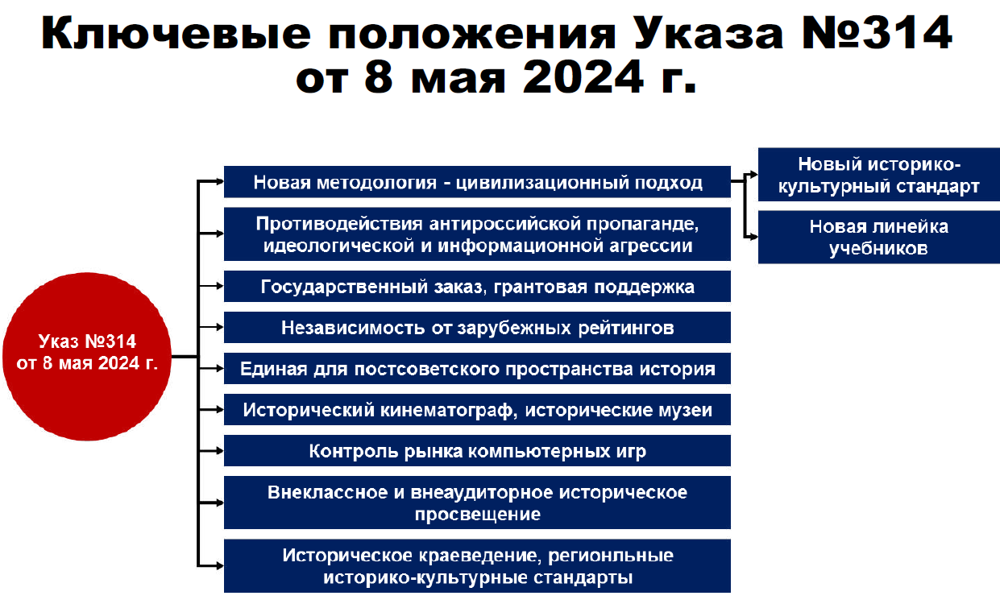 Ключевые положения Указа №314
от 8 мая 2024 г.
Указ №314
от 8 мая 2024 г.
Новая методология - цивилизационный подход
Новый историко-
культурный стандарт
Новая линейка
учебников
Противодействия антироссийской пропаганде,
идеологической и информационной агрессии
Государственный заказ, грантовая поддержка
Независимость от зарубежных рейтингов
Единая для постсоветского пространства история
Исторический кинематограф, исторические музеи
Контроль рынка компьютерных игр
Внеклассное и внеаудиторное историческое
просвещение
Историческое краеведение, регионльные
историко-культурные стандарты